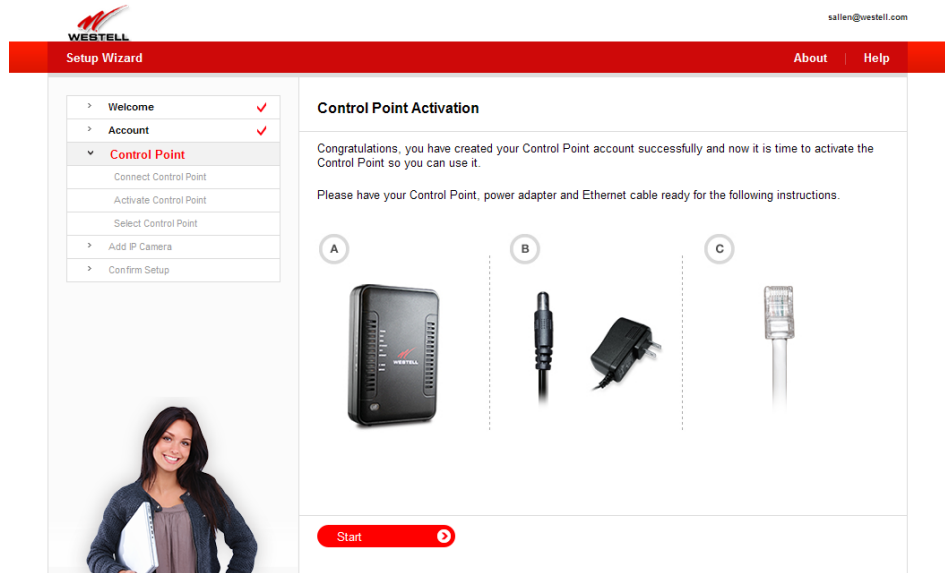 WESTELL
sallen@westell.com
Setup Wizard
About
Help
Welcome
Account
Control Point
Connect Control Point
Activate Control Point
Select Control Point
Add IP Camera
Confirm Setup
Control Point Activation
Congratulations, you have created your Control Point account successfully and now it is time to activate the
Control Point so you can use it.
Please have your Control Point, power adapter and Ethernet cable ready for the following instructions.
A
B
C
WESTELL
Start